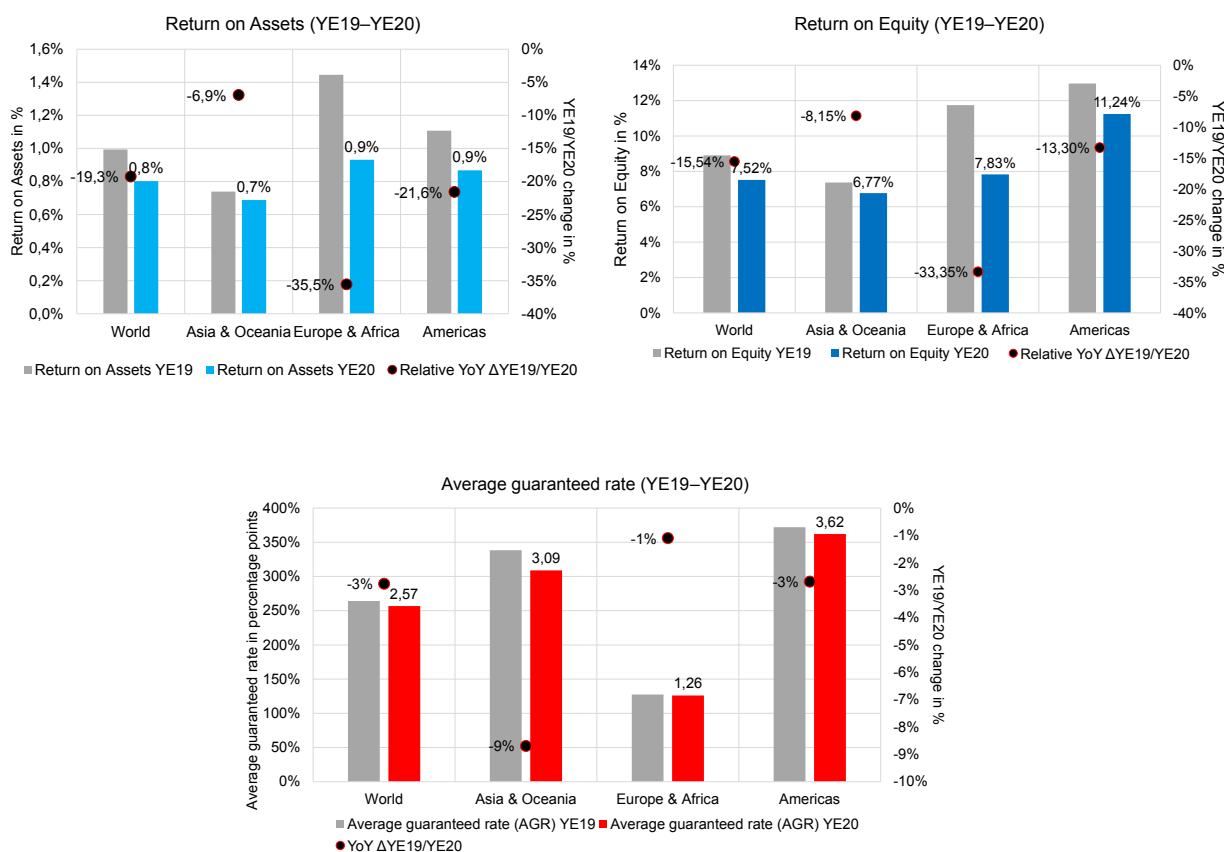 Return on Assets (YE19–YE20)
Return on Assets in %
1,6%
1,4%
1,2%
1,0%
0,8%
0,6%
0,4%
0,2%
0,0%
0%
-5%
-10%
-15%
-20%
-25%
-30%
-35%
-40%
YE19/YE20 change in %
-19,3%
0,8%
-6,9%
0,7%
-35,5%
0,9%
-21,6%
0,9%
World
Asia & Oceania
Europe & Africa
Americas
Return on Assets YE19
Return on Assets YE20
Relative YoY ΔYE19/YE20
Return on Equity (YE19–YE20)
Return on Equity in %
14%
12%
10%
8%
6%
4%
2%
0%
0%
-5%
-10%
-15%
-20%
-25%
-30%
-35%
-40%
YE19/YE20 change in %
-15,54%
7,52%
-8,15%
6,77%
-33,35%
7,83%
-13,30%
11,24%
World
Asia & Oceania
Europe & Africa
Americas
Return on Equity YE19
Return on Equity YE20
Relative YoY ΔYE19/YE20
Average guaranteed rate (YE19–YE20)
Average guaranteed rate in percentage points
400%
350%
300%
250%
200%
150%
100%
50%
0%
0%
-1%
-2%
-3%
-4%
-5%
-6%
-7%
-8%
-9%
-10%
YE19/YE20 change in %
-3%
2,57
-9%
3,09
-1%
1,26
-3%
3,62
World
Asia & Oceania
Europe & Africa
Americas
Average guaranteed rate (AGR) YE19
Average guaranteed rate (AGR) YE20
YoY ΔYE19/YE20